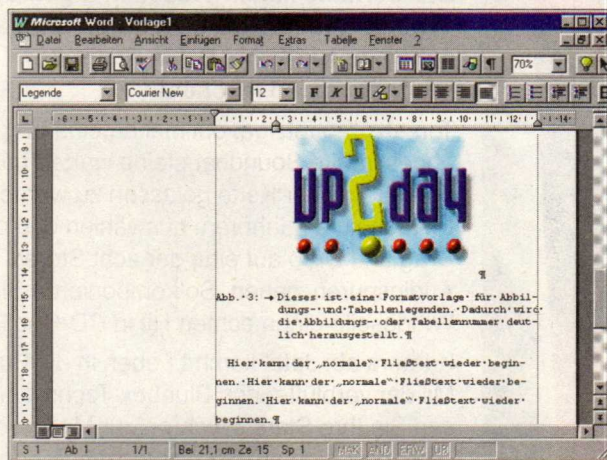 Microsoft Word - Vorlage1
Datei Bearbeiten Ansicht Einfügen Format Extras Tabelle Fenster ?
70%
Legende Courier New 12 F K U
up2day
¶
Abb.·3: → Dieses·ist·eine·Formatvorlage·für·Abbil-
dungs-·und·Tabellenlegenden.·Dadurch·wird·
die·Abbildungs-·oder·Tabellennummer·deut-
lich·herausgestellt.¶
Hier·kann·der·„normale“·Fließtext·wieder·begin-
nen.·Hier·kann·der·„normale“·Fließtext·wieder·be-
ginnen.·Hier·kann·der·„normale“·Fließtext·wieder·
beginnen.¶
S 1 Ab 1 1/1 Bei 21,1 cm Ze 15 Sp 1 MAK ÄND ERW ÜB